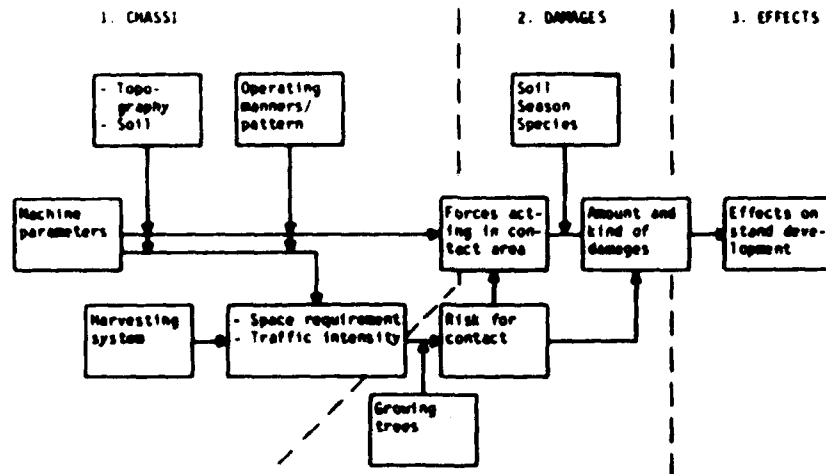 1. CHASSI
2. DAMAGES
3. EFFECTS
- Topo-
graphy
- Soil
Operating
manners/
pattern
Soil
Season
Species
Machine
parameters
Forces act-
ing in con-
tact area
Amount and
kind of
damages
Effects on
stand deve-
lopment
Harvesting
system
- Space requirement
- Traffic intensity
Risk for
contact
Growing
trees